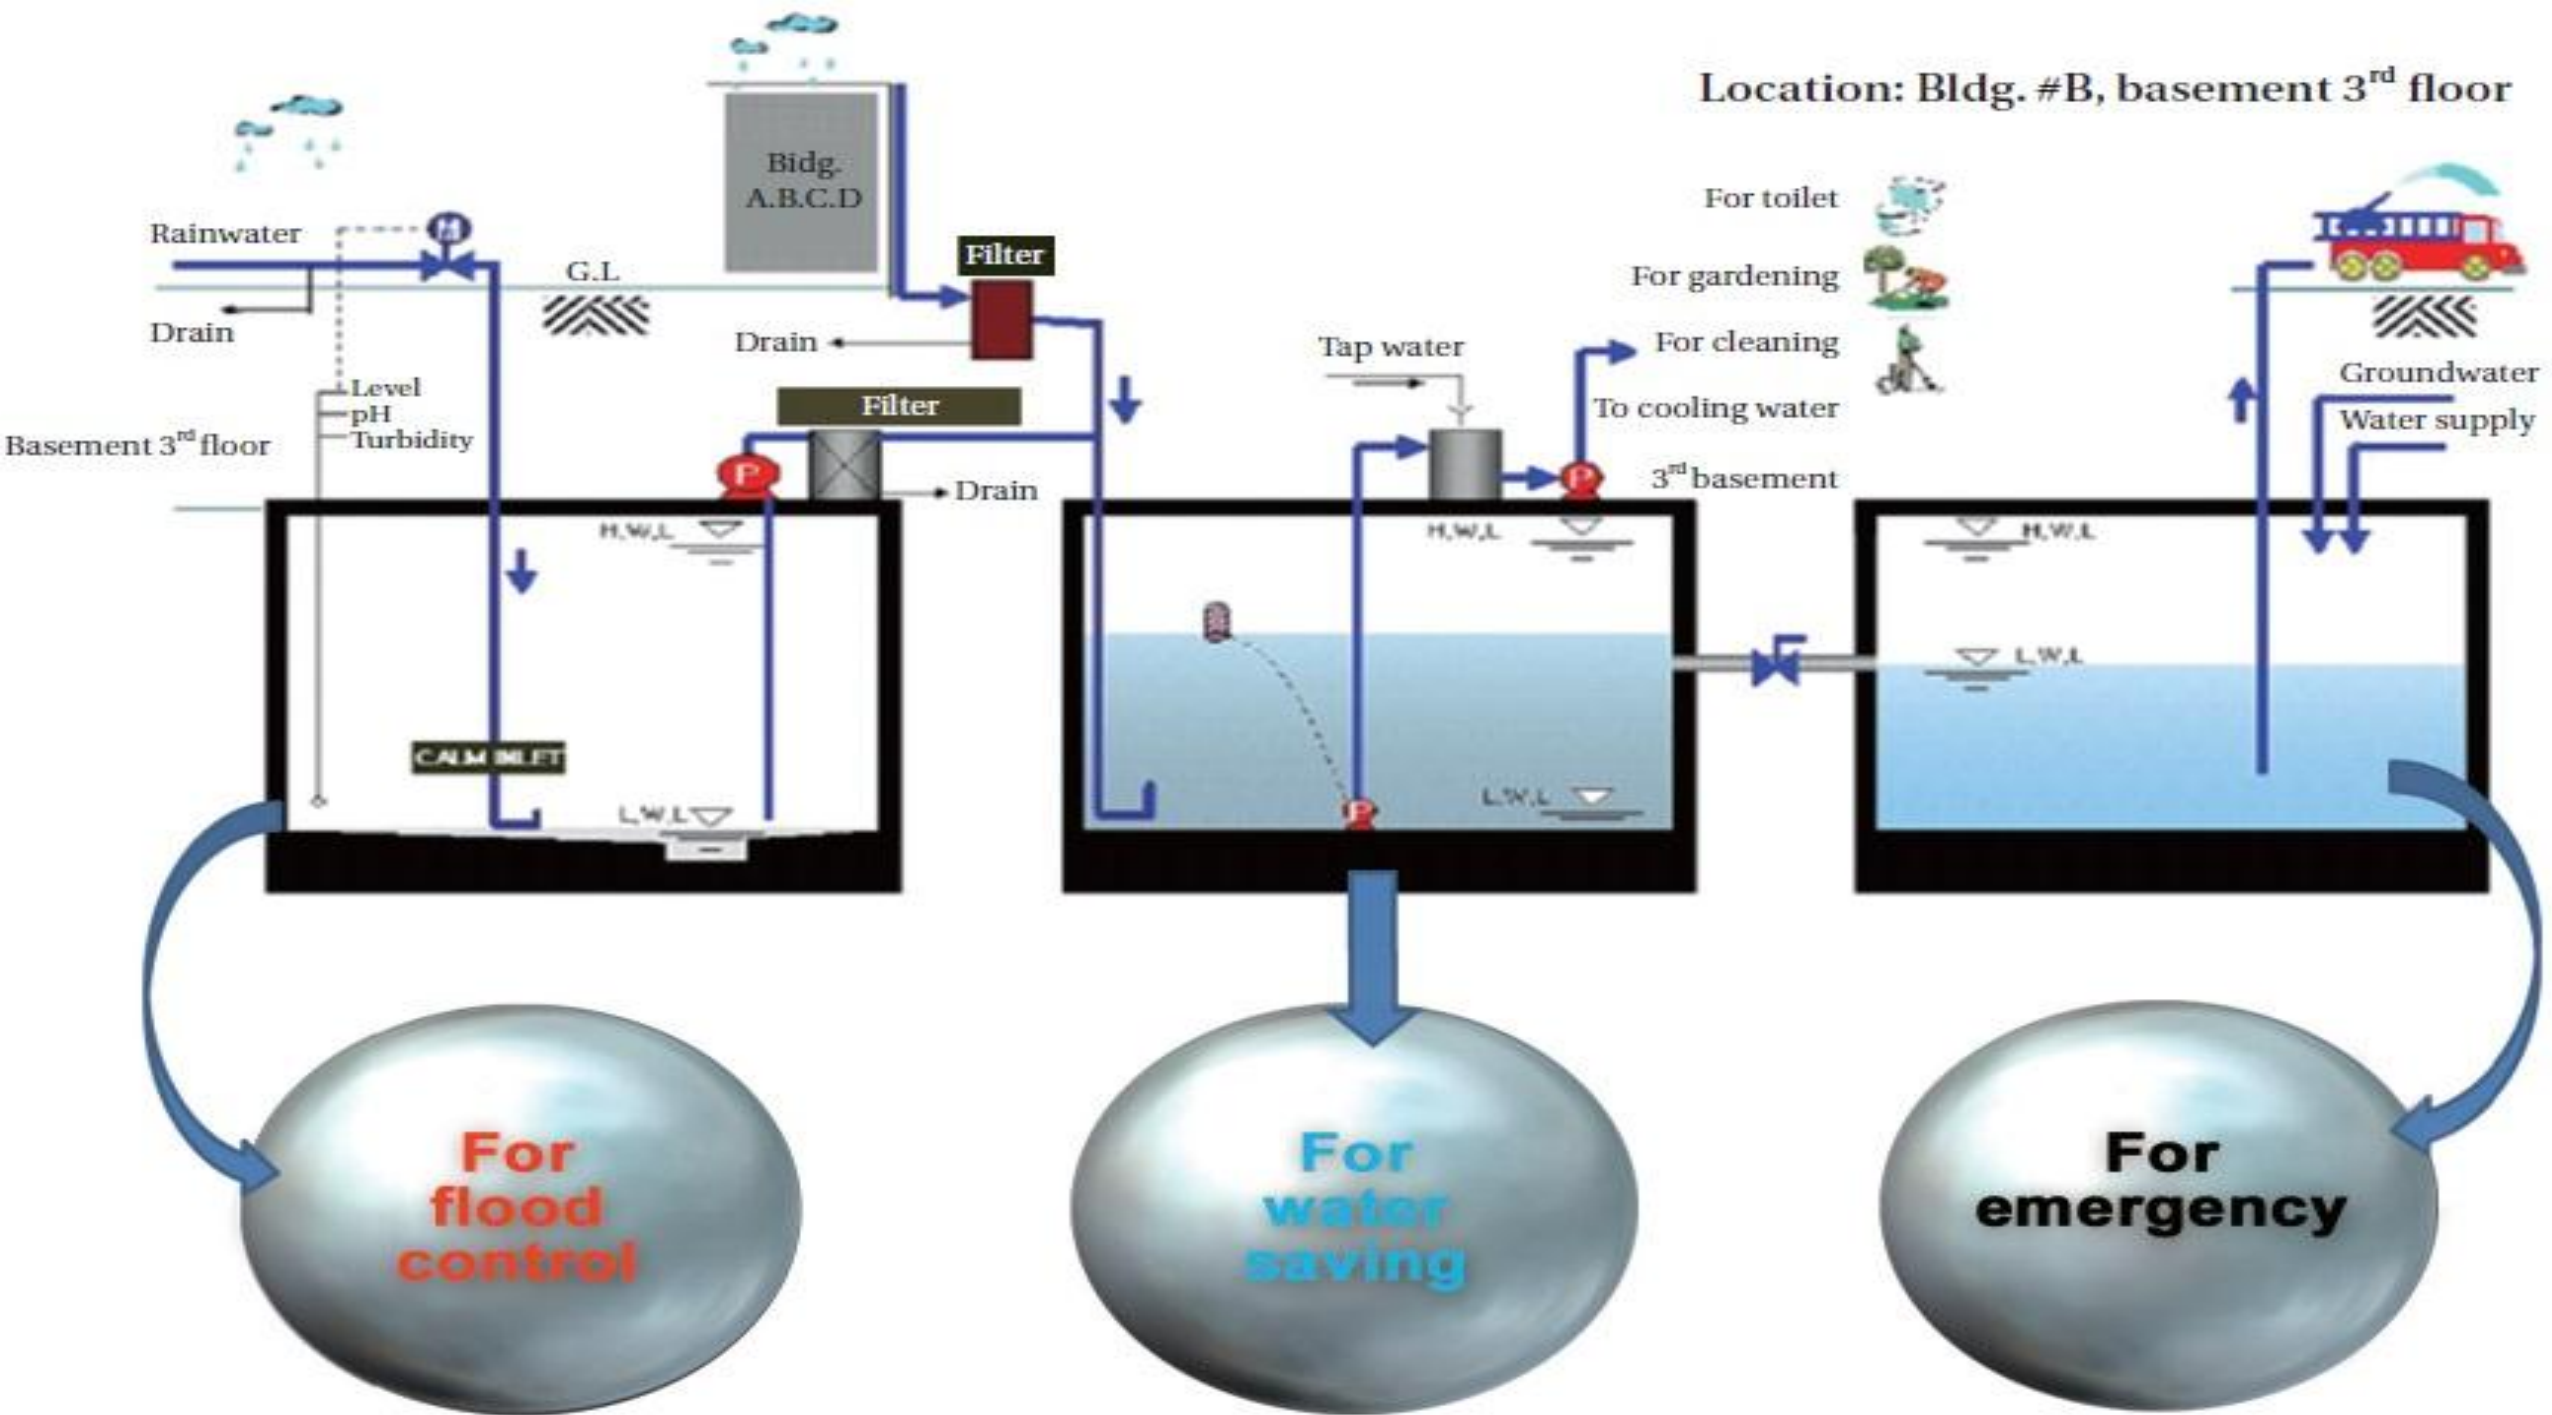 Location: Bldg. #B, basement 3rd floor
Bidg.
A.B.C.D
Rainwater
M
G.L
Drain
Filter
Drain
Level
pH
Turbidity
Basement 3rd floor
Filter
P
Drain
For toilet
For gardening
Tap water
For cleaning
To cooling water
P
3rd basement
Groundwater
Water supply
H.W.L
H.W.L
H.W.L
L.W.L
CALM INLET
L.W.L
L.W.L
P
For
flood
control
For
water
saving
For
emergency